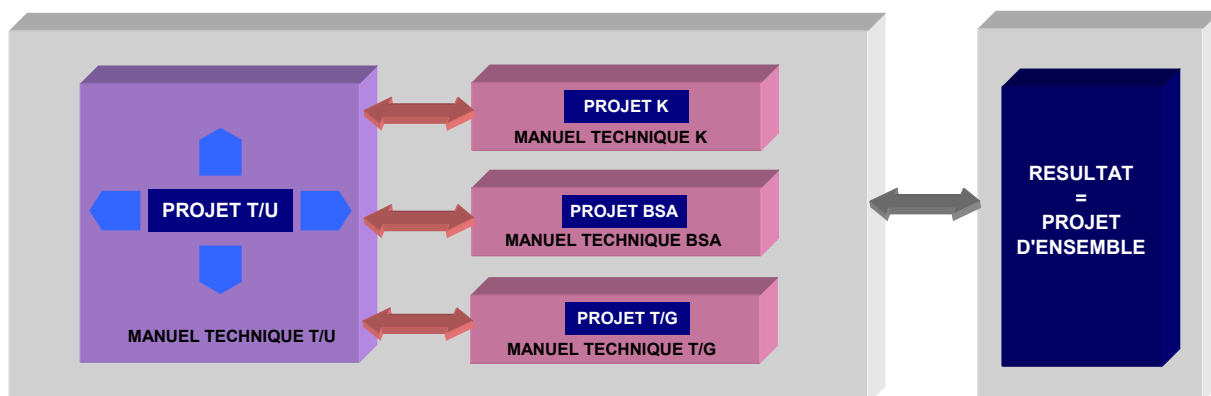 PROJET T/U
MANUEL TECHNIQUE T/U
PROJET K
MANUEL TECHNIQUE K
PROJET BSA
MANUEL TECHNIQUE BSA
PROJET T/G
MANUEL TECHNIQUE T/G
RESULTAT
=
PROJET
D'ENSEMBLE